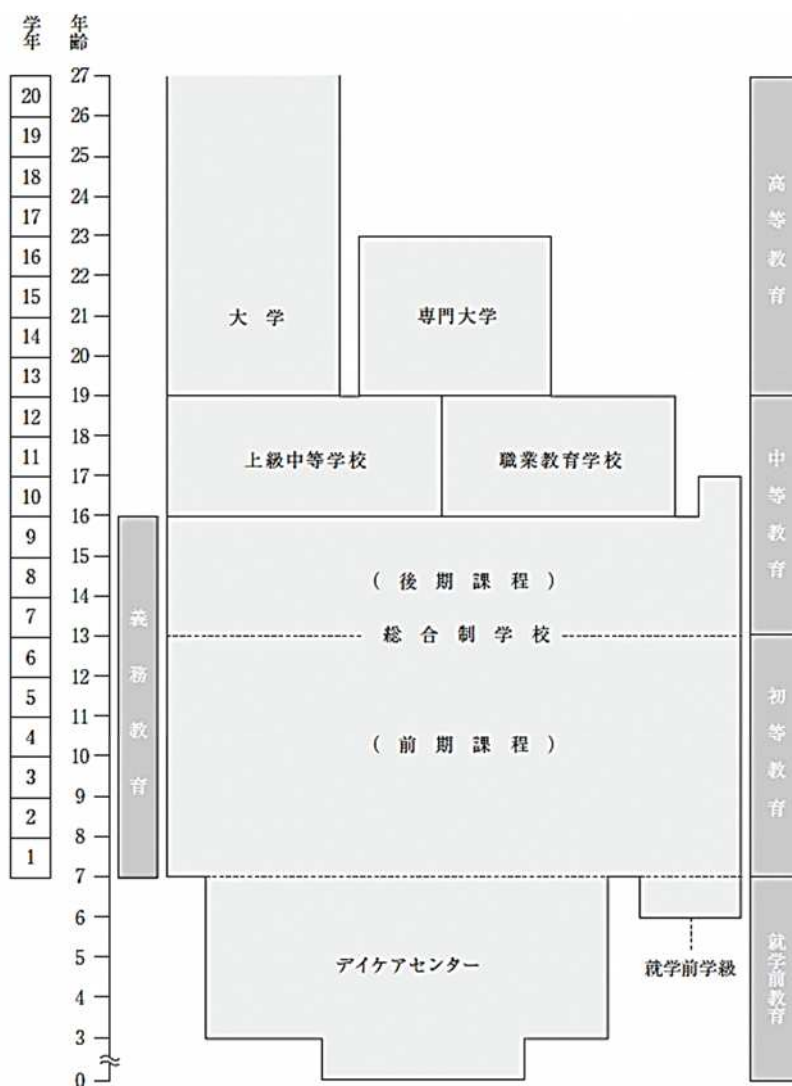 学年
年齢
20
19
18
17
16
15
14
13
12
11
10
9
8
7
6
5
4
3
2
1
27
26
25
24
23
22
21
20
19
18
17
16
15
14
13
12
11
10
9
8
7
6
5
4
3
0
義務教育
大学
専門大学
上級中等学校
職業教育学校
(後期課程)
総合制学校
(前期課程)
デイケアセンター
就学前学級
高等教育
中等教育
初等教育
就学前教育